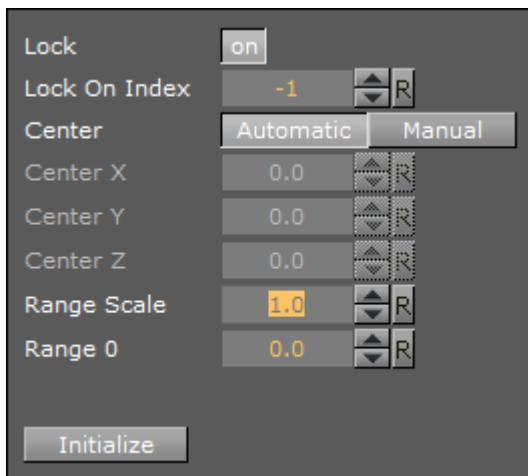 Lock on
Lock On Index -1 R
Center Automatic Manual
Center X 0.0 R
Center Y 0.0 R
Center Z 0.0 R
Range Scale 1.0 R
Range 0 0.0 R
Initialize